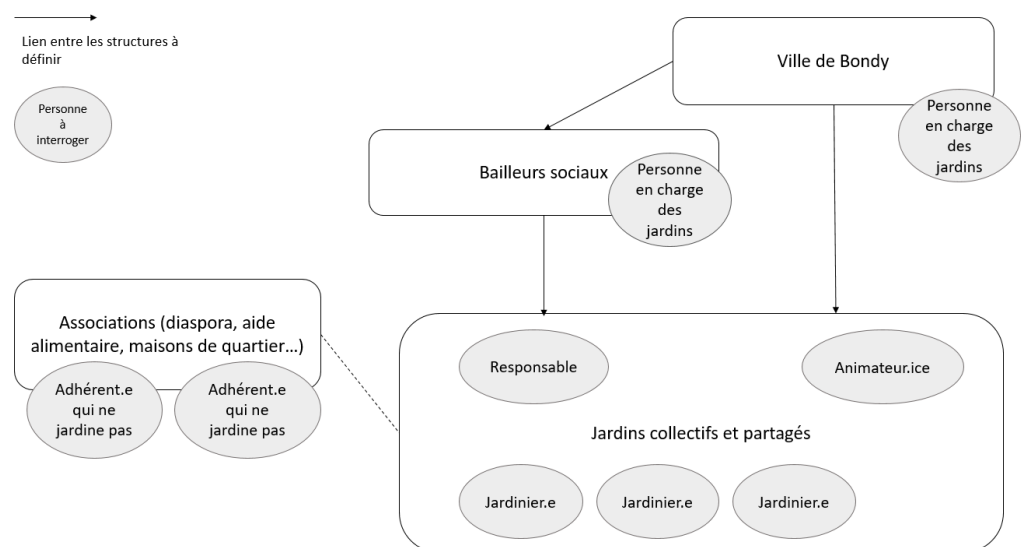 Lien entre les structures à
définir
Personne
à
interroger
Ville de Bondy
Personne
en charge
des
jardins
Bailleurs sociaux
Personne
en charge
des
jardins
Associations (diaspora, aide
alimentaire, maisons de quartier…)
Adhérent.e
qui ne
jardine pas
Adhérent.e
qui ne
jardine pas
Responsable
Animateur.ice
Jardins collectifs et partagés
Jardinier.e
Jardinier.e
Jardinier.e